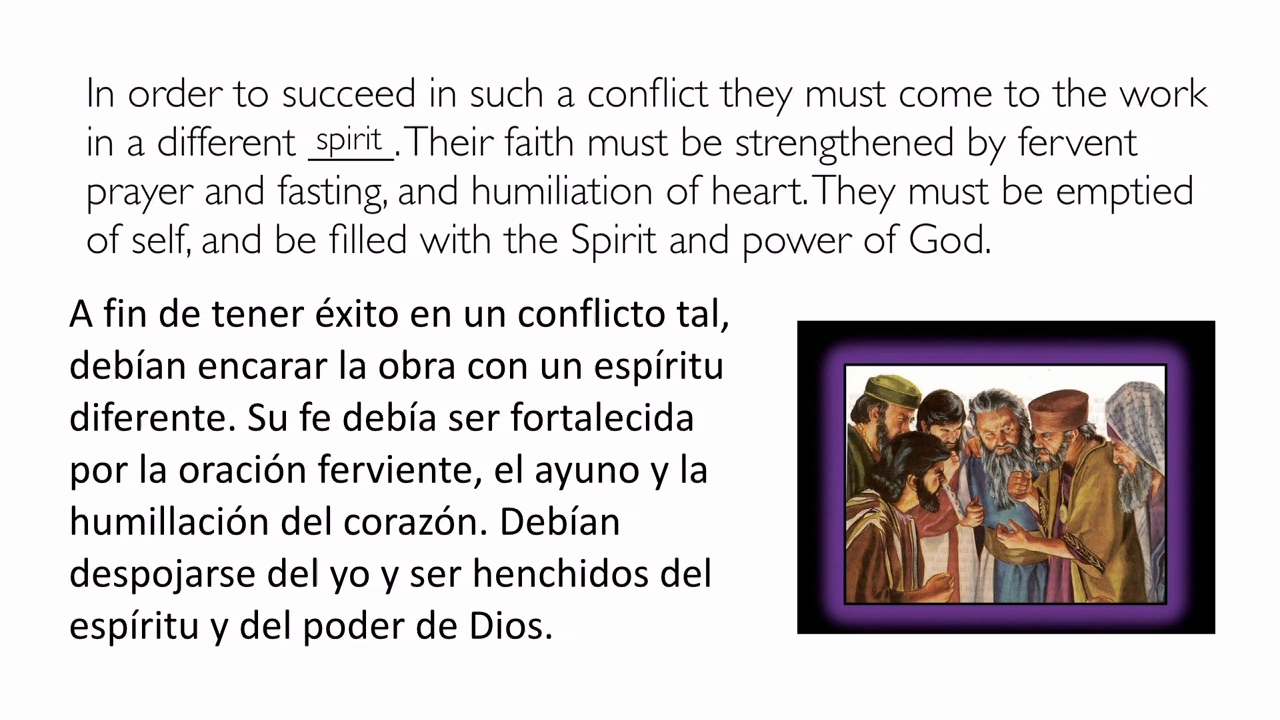 In order to succeed in such a conflict they must come to the work
in a different spirit. Their faith must be strengthened by fervent
prayer and fasting, and humiliation of heart. They must be emptied
of self, and be filled with the Spirit and power of God.
A fin de tener éxito en un conflicto tal,
debían encarar la obra con un espíritu
diferente. Su fe debía ser fortalecida
por la oración ferviente, el ayuno y la
humillación del corazón. Debían
despojarse del yo y ser henchidos del
espíritu y del poder de Dios.